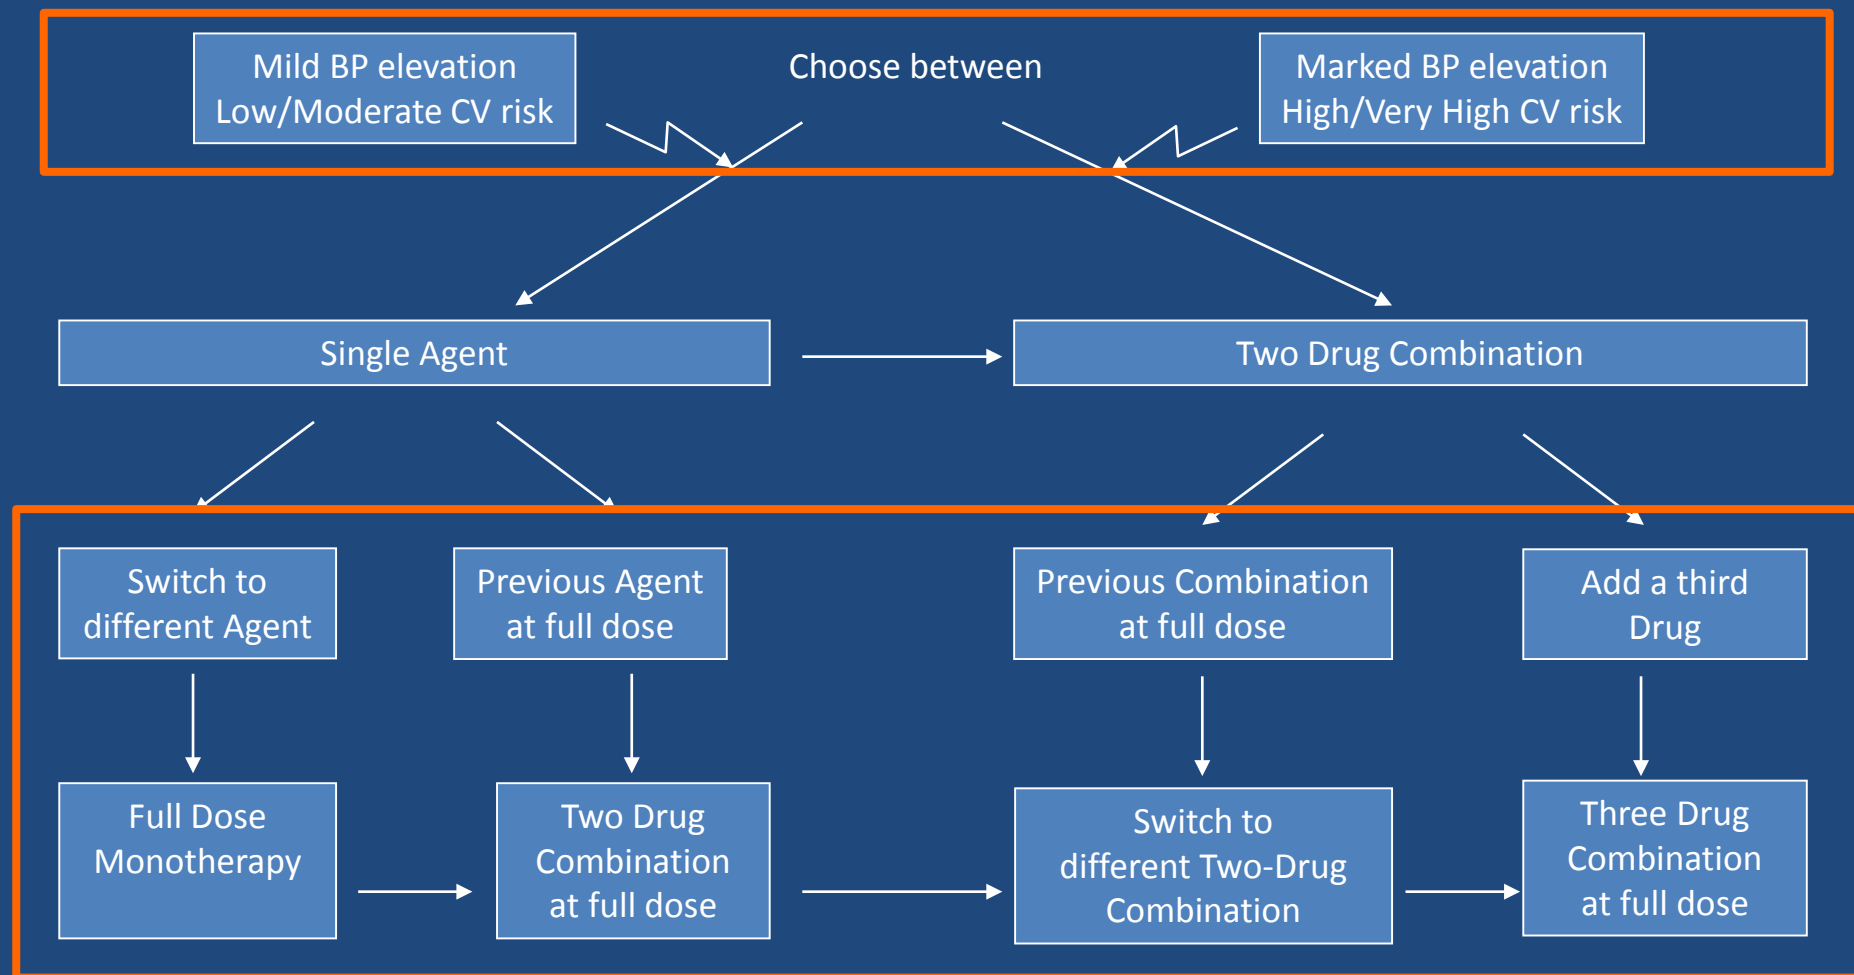 Mild BP elevation
Low/Moderate CV risk
Choose between
Marked BP elevation
High/Very High CV risk
Single Agent
Two Drug Combination
Switch to
different Agent
Previous Agent
at full dose
Previous Combination
at full dose
Add a third
Drug
Full Dose
Monotherapy
Two Drug
Combination
at full dose
Switch to
different Two-Drug
Combination
Three Drug
Combination
at full dose